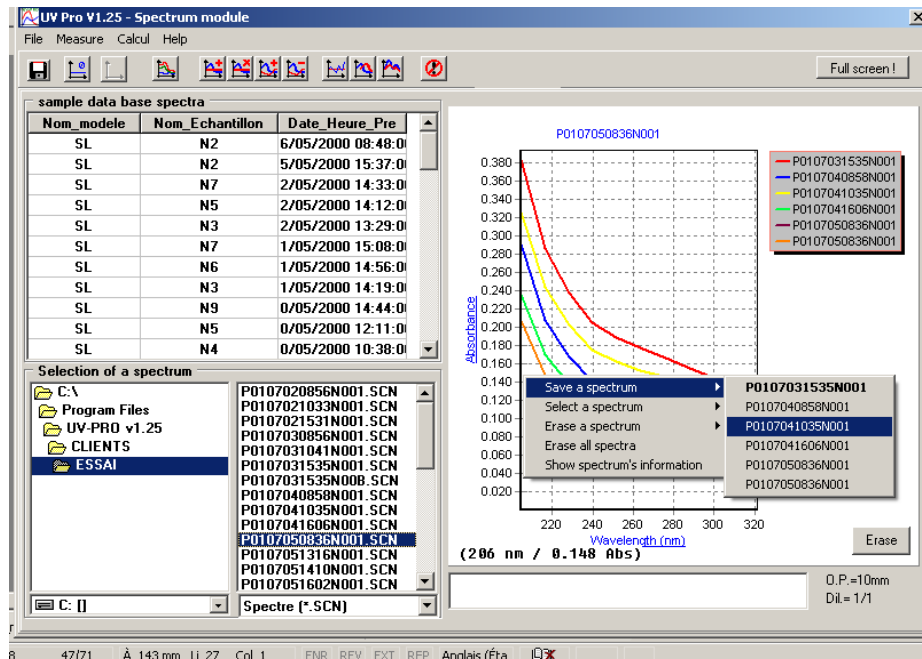 UV Pro V1.25 - Spectrum module
File Measure Calcul Help
Full screen !
sample data base spectra
Nom_modele Nom_Echantillon Date_Heure_Pre
SL N2 6/05/2000 08:48:0
SL N2 5/05/2000 15:37:0
SL N7 2/05/2000 14:33:0
SL N5 2/05/2000 14:12:0
SL N3 2/05/2000 13:29:0
SL N7 1/05/2000 15:08:0
SL N6 1/05/2000 14:56:0
SL N3 1/05/2000 14:19:0
SL N9 0/05/2000 14:44:0
SL N5 0/05/2000 12:11:0
SL N4 0/05/2000 10:38:0
Selection of a spectrum
C:\
Program Files
UV-PRO v1.25
CLIENTS
ESSAI
P0107020856N001.SCN
P0107021033N001.SCN
P0107021531N001.SCN
P0107030856N001.SCN
P0107031041N001.SCN
P0107031535N001.SCN
P0107031535N00B.SCN
P0107040858N001.SCN
P0107041035N001.SCN
P0107041606N001.SCN
P0107050836N001.SCN
P0107051316N001.SCN
P0107051410N001.SCN
P0107051602N001.SCN
C: []
Spectre (*.SCN)
P0107050836N001
0.380
0.360
0.340
0.320
0.300
0.280
0.260
0.240
0.220
0.200
0.180
0.160
0.140
0.120
0.100
0.080
0.060
0.040
0.020
Absorbance
220 240 260 280 300 320
Wavelength (nm)
(206 nm / 0.148 Abs)
P0107031535N001
P0107040858N001
P0107041035N001
P0107041606N001
P0107050836N001
P0107050836N001
Save a spectrum
Select a spectrum
Erase a spectrum
Erase all spectra
Show spectrum's information
P0107031535N001
P0107040858N001
P0107041035N001
P0107041606N001
P0107050836N001
P0107050836N001
Erase
O.P.=10mm
Dil.= 1/1
8 47/71 À 143 mm Li 27 Col 1 ENR REV EXT REP Anglais (Éta